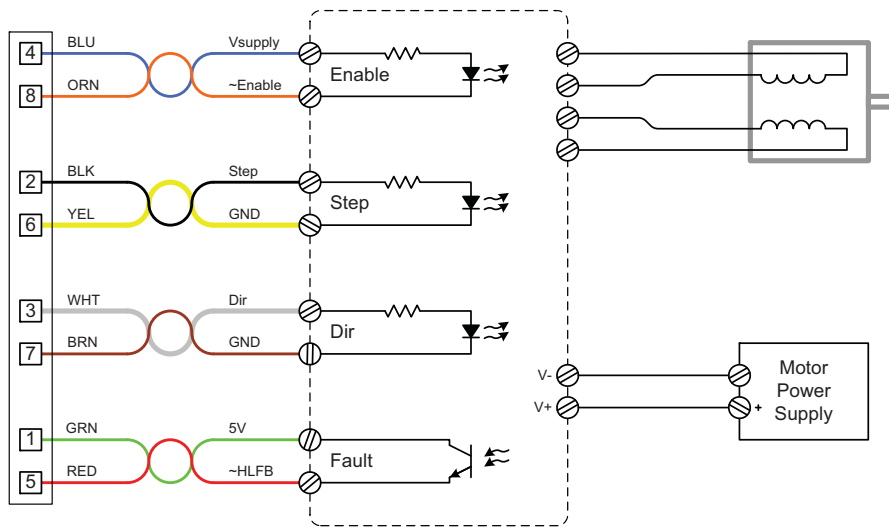 4 BLU Vsupply
Enable
8 ORN ~Enable
2 BLK Step
Step
6 YEL GND
3 WHT Dir
Dir
7 BRN GND
1 GRN 5V
Fault
5 RED ~HLFB
V-
V+
Motor
Power
Supply
+